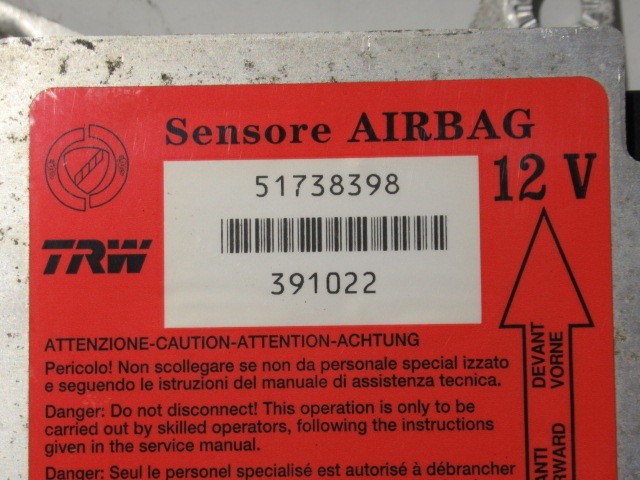 Sensore AIRBAG
51738398
12 V
TRW
391022
ATTENZIONE-CAUTION-ATTENTION-ACHTUNG
Pericolo! Non scollegare se non da personale special izzato
e seguendo le istruzioni del manuale di assistenza tecnica.
Danger: Do not disconnect! This operation is only to be
carried out by skilled operators, following the instructions
given in the service manual.
Danger: Seul le personel specialisé est autorisé à débrancher
DEVANT
VORNE